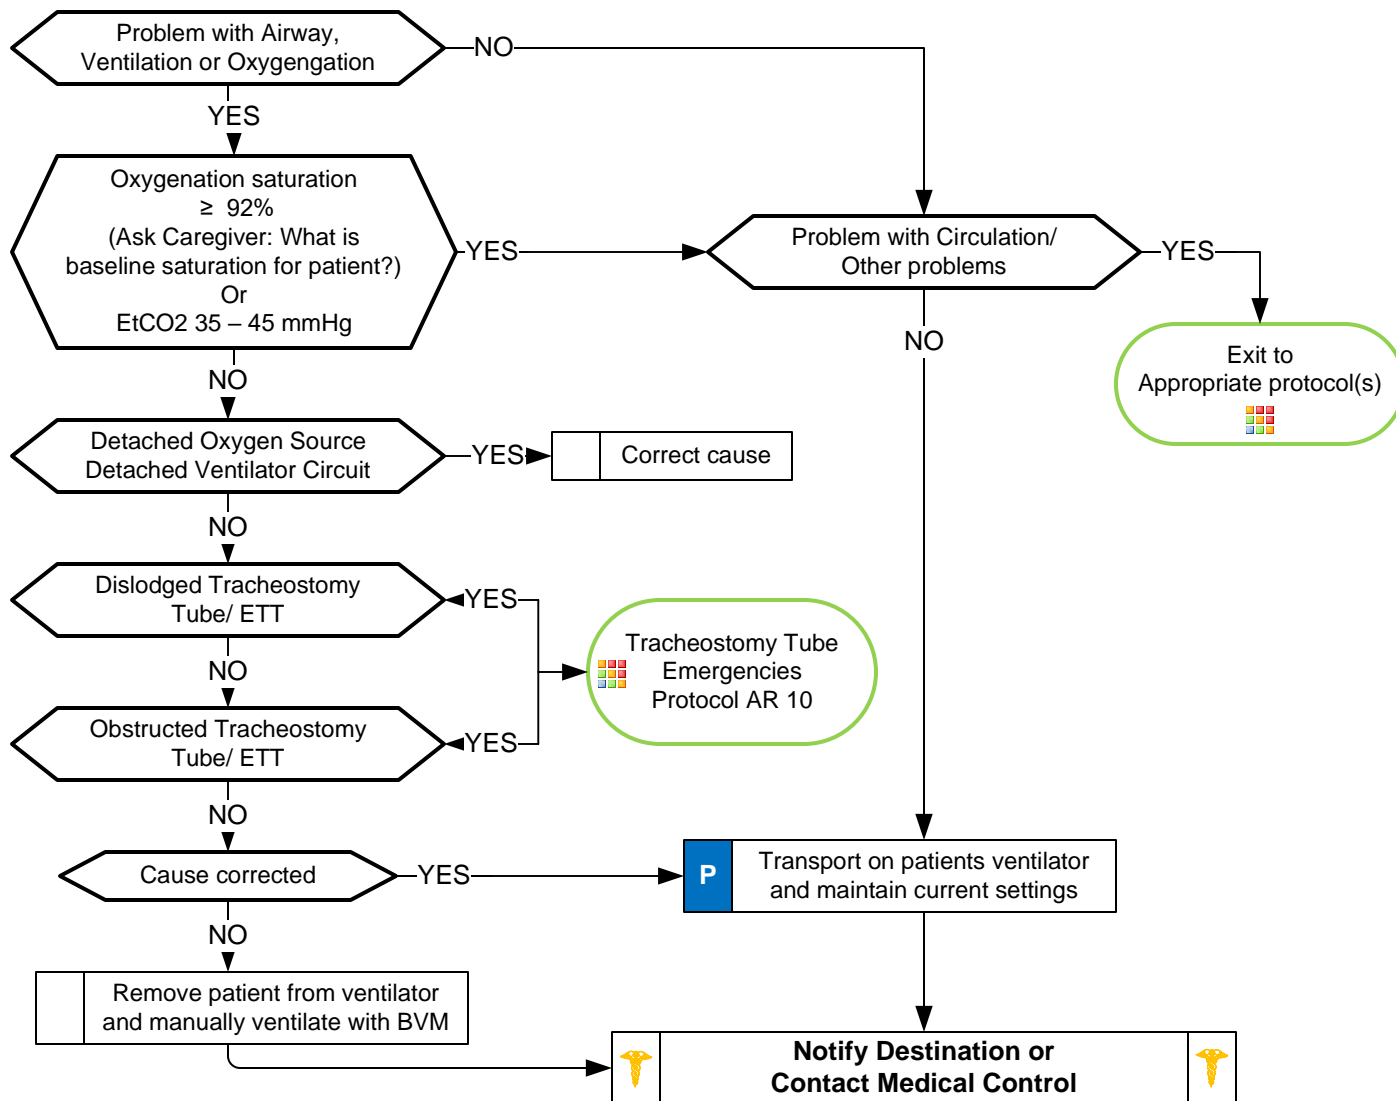 Problem with Airway,
Ventilation or Oxygengation
NO
YES
Oxygenation saturation
≥ 92%
(Ask Caregiver: What is
baseline saturation for patient?)
Or
EtCO2 35 – 45 mmHg
YES
Problem with Circulation/
Other problems
YES
NO
Exit to
Appropriate protocol(s)
NO
Detached Oxygen Source
Detached Ventilator Circuit
YES
Correct cause
NO
Dislodged Tracheostomy
Tube/ ETT
YES
Tracheostomy Tube
Emergencies
Protocol AR 10
NO
Obstructed Tracheostomy
Tube/ ETT
YES
NO
Cause corrected
YES
P
Transport on patients ventilator
and maintain current settings
NO
Remove patient from ventilator
and manually ventilate with BVM
Notify Destination or
Contact Medical Control